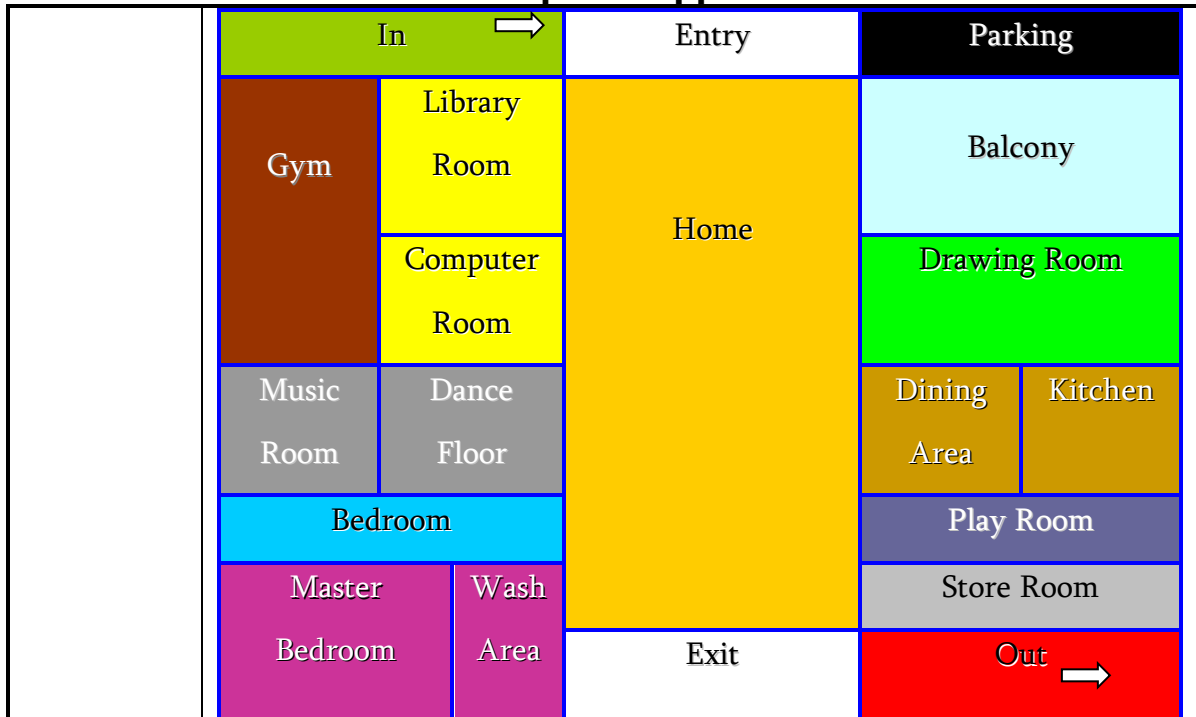 In
Entry
Parking
Gym
Library
Room
Home
Balcony
Computer
Room
Drawing Room
Music
Room
Dance
Floor
Dining
Area
Kitchen
Bedroom
Play Room
Master
Bedroom
Wash
Area
Store Room
Exit
Out